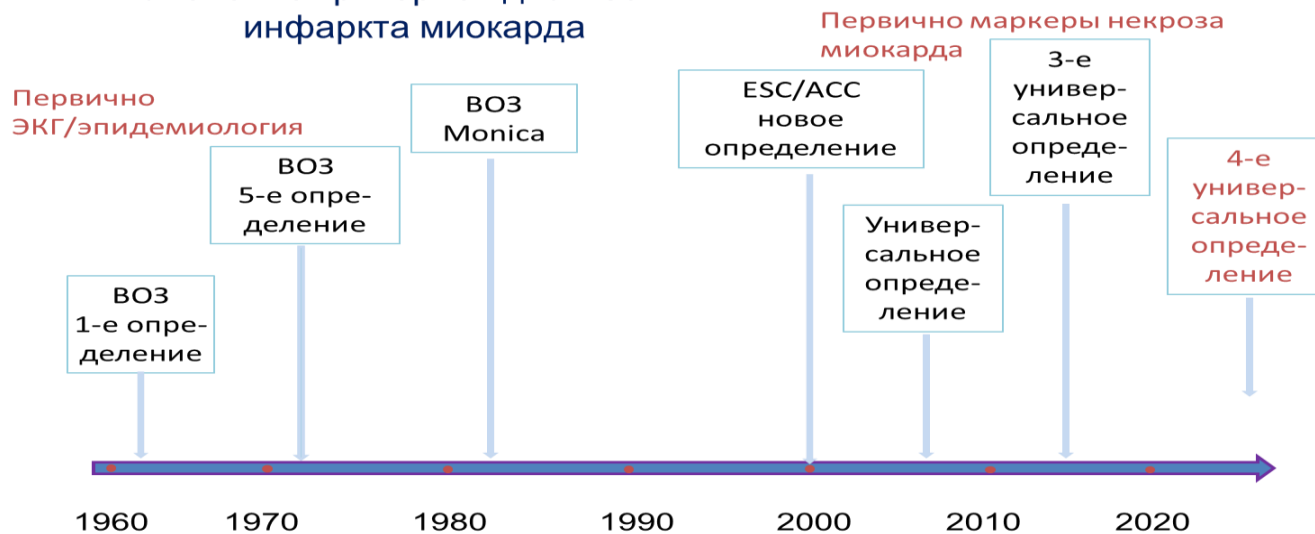 инфаркта миокарда
Первично маркеры некроза
миокарда
Первично
ЭКГ/эпидемиология
ВОЗ
1-е опре-
деление
ВОЗ
5-е опре-
деление
ВОЗ
Monica
ESC/ACC
новое
определение
Универ-
сальное
опреде-
ление
3-е
универ-
сальное
опреде-
ление
4-е
универ-
сальное
опреде-
ление
1960
1970
1980
1990
2000
2010
2020